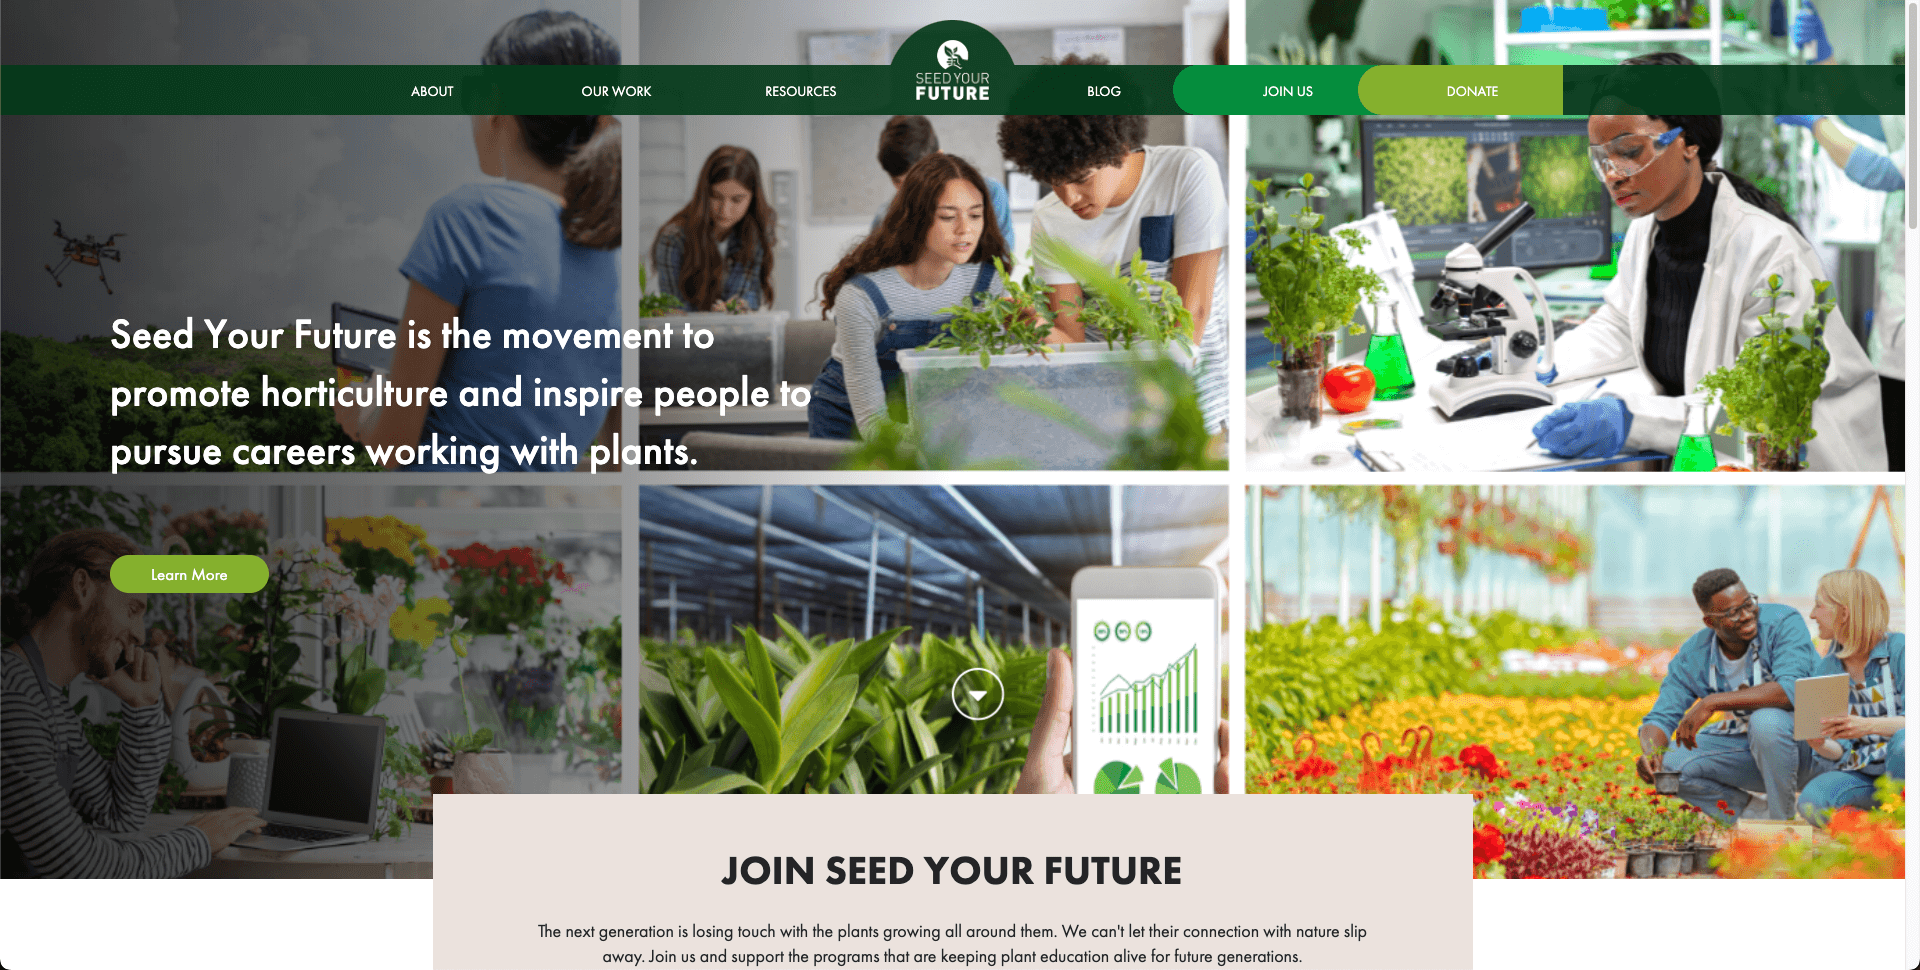 ABOUT
OUR WORK
RESOURCES
SEED YOUR
FUTURE
BLOG
JOIN US
DONATE
Seed Your Future is the movement to
promote horticulture and inspire people to
pursue careers working with plants.
Learn More
JOIN SEED YOUR FUTURE
The next generation is losing touch with the plants growing all around them. We can't let their connection with nature slip
away. Join us and support the programs that are keeping plant education alive for future generations.